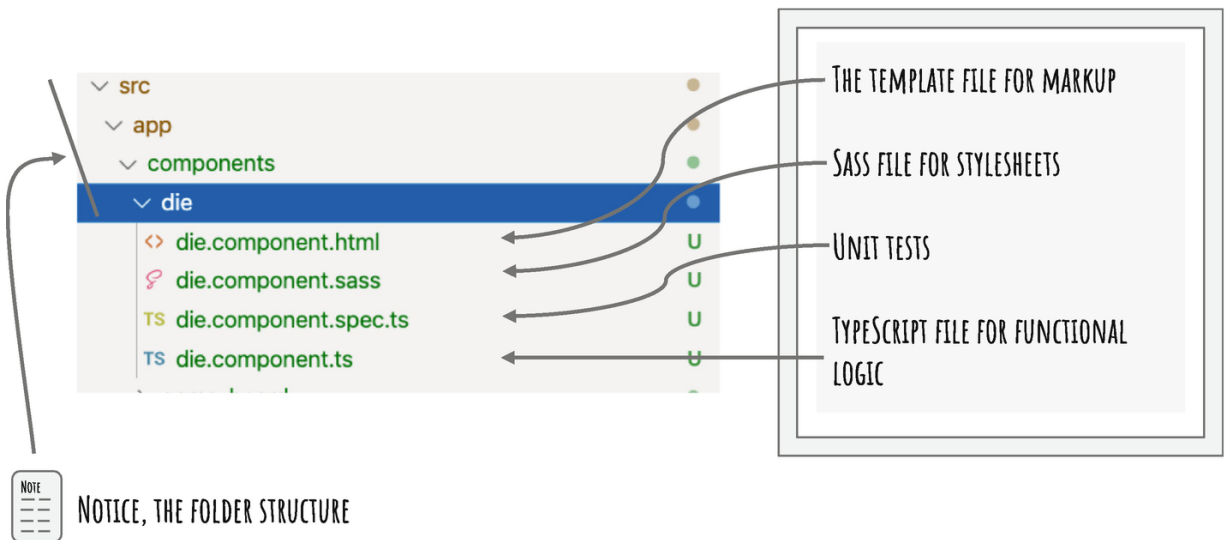 src
app
components
die
die.component.html
U
die.component.sass
U
TS die.component.spec.ts
U
TS die.component.ts
U
The template file for markup
Sass file for stylesheets
Unit tests
TypeScript file for functional
logic
Note
Notice, the folder structure